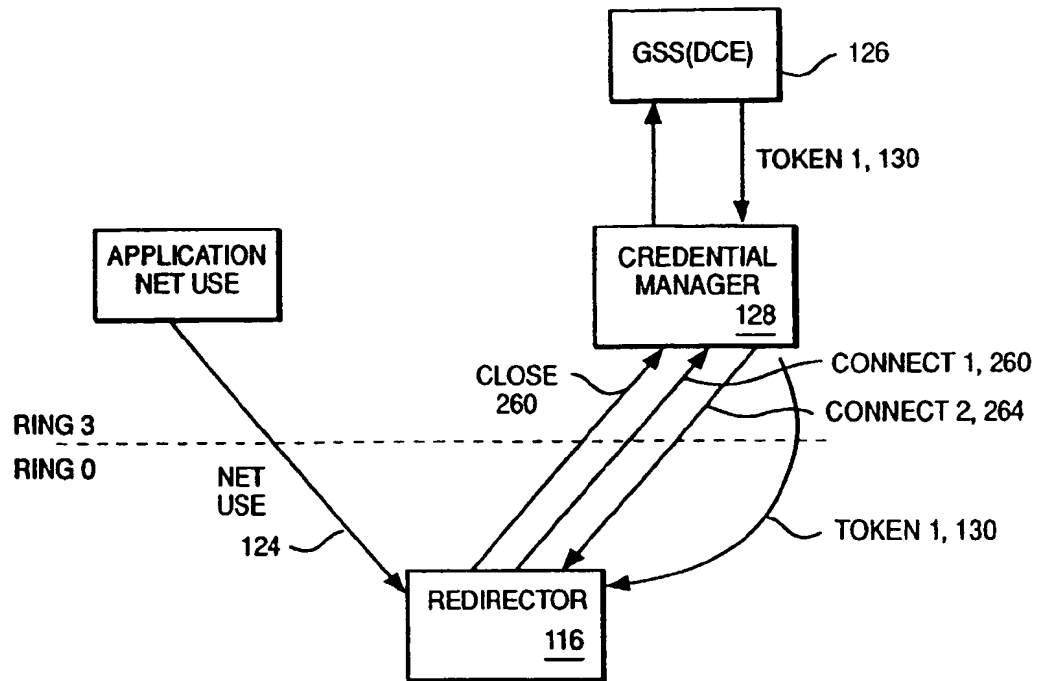 GSS(DCE)
126
TOKEN 1, 130
APPLICATION
NET USE
CREDENTIAL
MANAGER
128
CLOSE
260
CONNECT 1, 260
CONNECT 2, 264
RING 3
RING 0
NET
USE
124
TOKEN 1, 130
REDIRECTOR
116